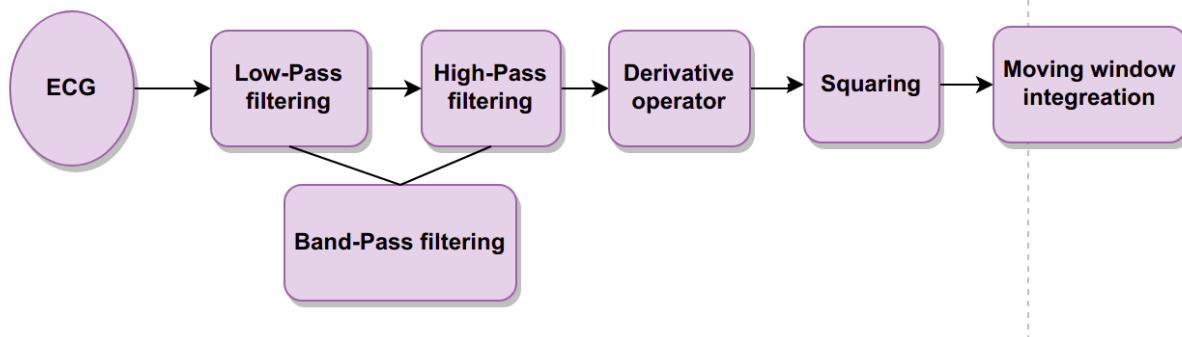 ECG
Low-Pass
filtering
High-Pass
filtering
Derivative
operator
Squaring
Moving window
integreation
Band-Pass filtering